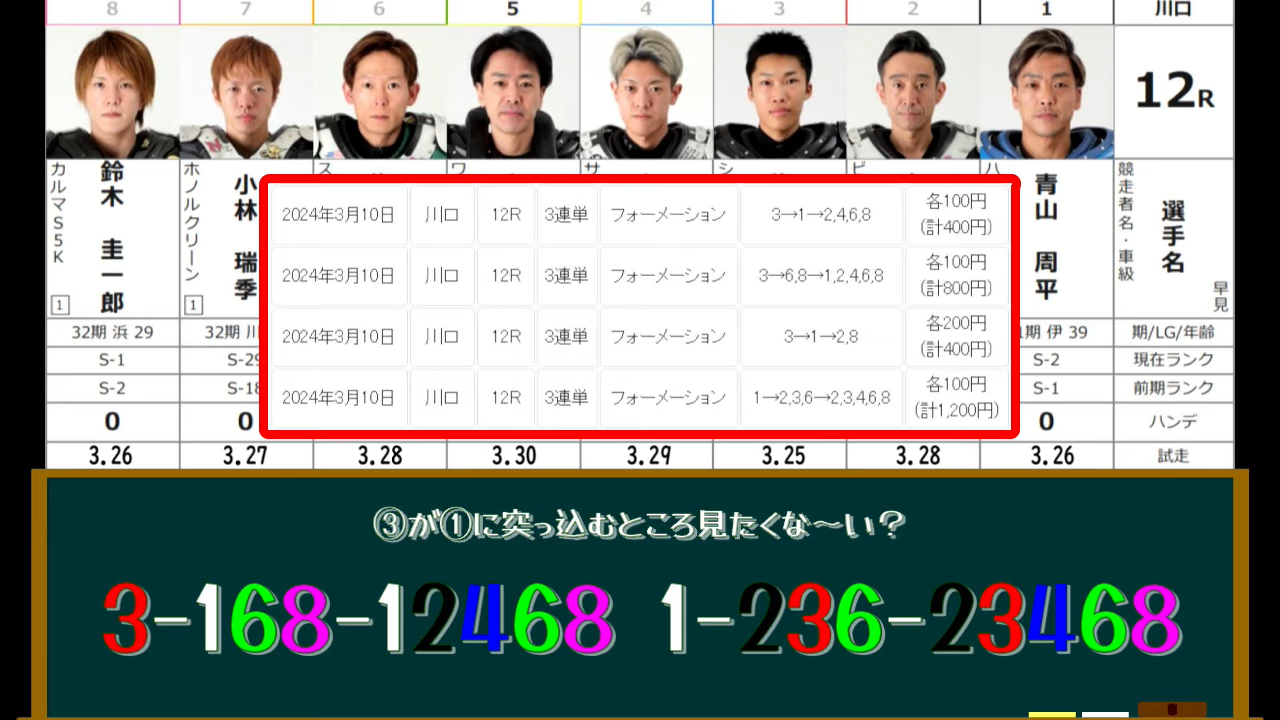 8 7 6 5 4 3 2 1 川口
12R
カルマS5K 1 鈴木 圭一郎
ホノルクリーン 1 小林 瑞季
ス
ワ
サ
シ
ビ
ハ
青山 周平
競走者名・車級 選手名 早見
2024年3月10日 川口 12R 3連単 フォーメーション 3→1→2,4,6,8 各100円
(計400円)
2024年3月10日 川口 12R 3連単 フォーメーション 3→6,8→1,2,4,6,8 各100円
(計800円)
2024年3月10日 川口 12R 3連単 フォーメーション 3→1→2,8 各200円
(計400円)
2024年3月10日 川口 12R 3連単 フォーメーション 1→2,3,6→2,3,4,6,8 各100円
(計1,200円)
32期 浜 29 32期 川 期 伊 39 期/LG/年齢
S-1 S-29 S-2 現在ランク
S-2 S-18 S-1 前期ランク
0 0 0 ハンデ
3.26 3.27 3.28 3.30 3.29 3.25 3.28 3.26 試走
③が①に突っ込むところ見たくな〜い？
3-168-12468 1-236-23468